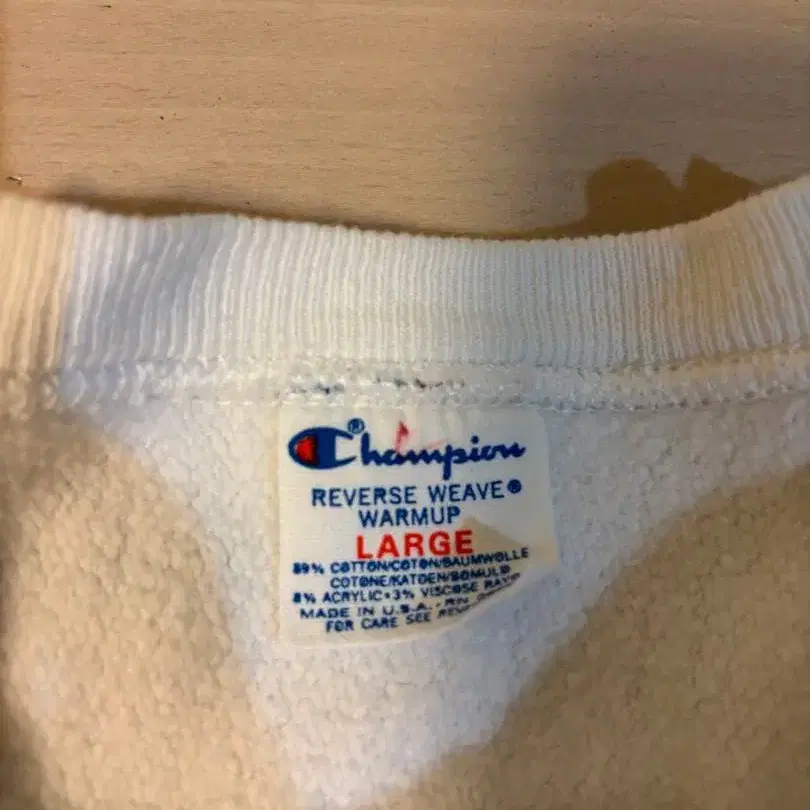 Champion®
REVERSE WEAVE®
WARMUP
LARGE
89% COTTON/COTON/BAUMWOLLE
COTONE/KATOEN/BOMULD
8% ACRYLIC•3% VISCOSE
MADE IN U.S.A. RN
FOR CARE SEE